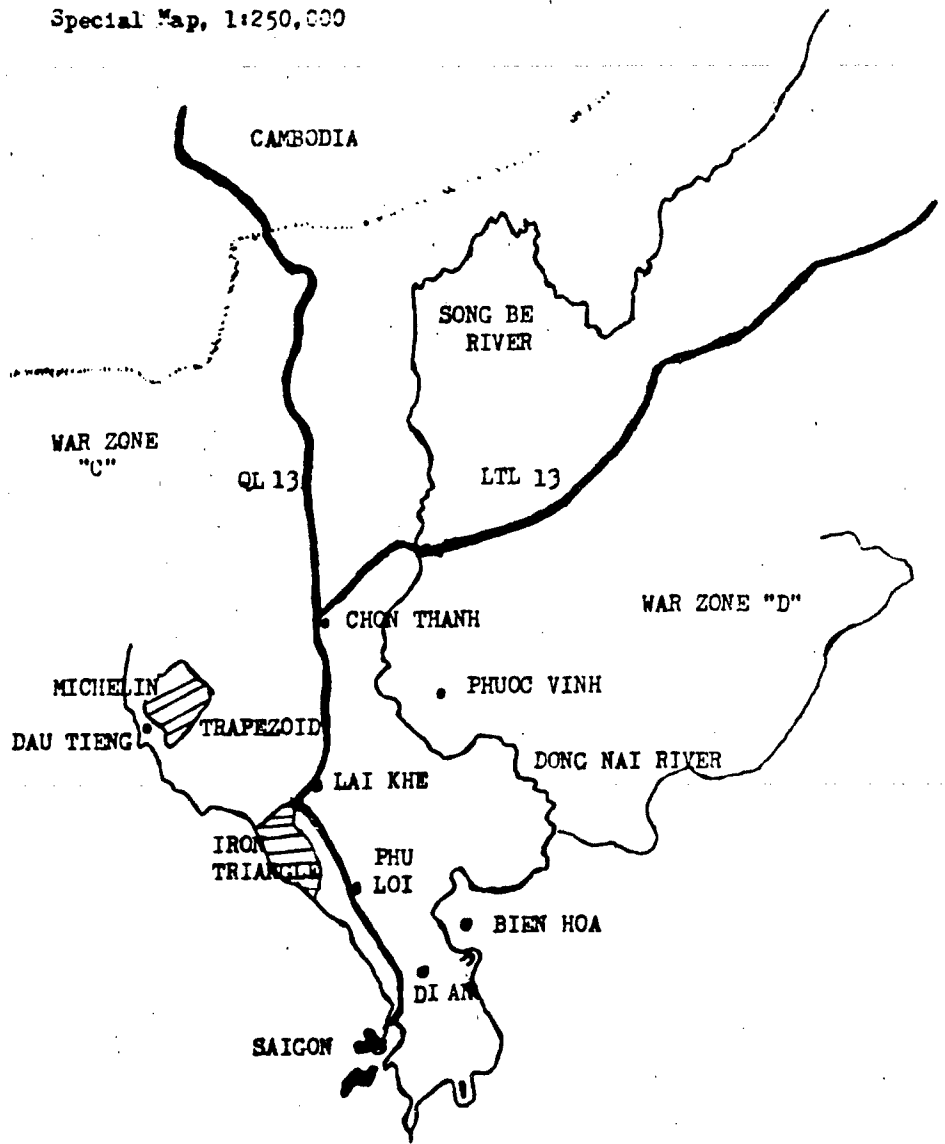 Special Map, 1:250,000
CAMBODIA
SONG BE
RIVER
WAR ZONE
"C"
QL 13
LTL 13
WAR ZONE "D"
CHON THANH
MICHELIN
PHUOC VINH
TRAPEZOID
DAU TIENG
DONG NAI RIVER
LAI KHE
IRON
TRIANGLE
PHU
LOI
BIEN HOA
DI AN
SAIGON